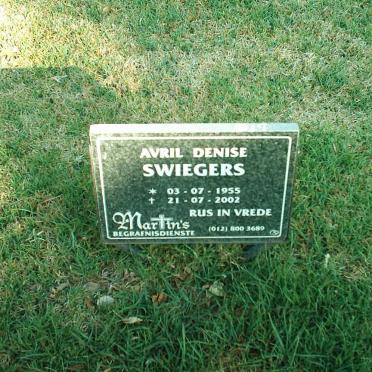 AVRIL DENISE
SWIEGERS
* 03 - 07 - 1955
† 21 - 07 - 2002
RUS IN VREDE
Martin's
BEGRAFNISDIENSTE
(012) 800 3689